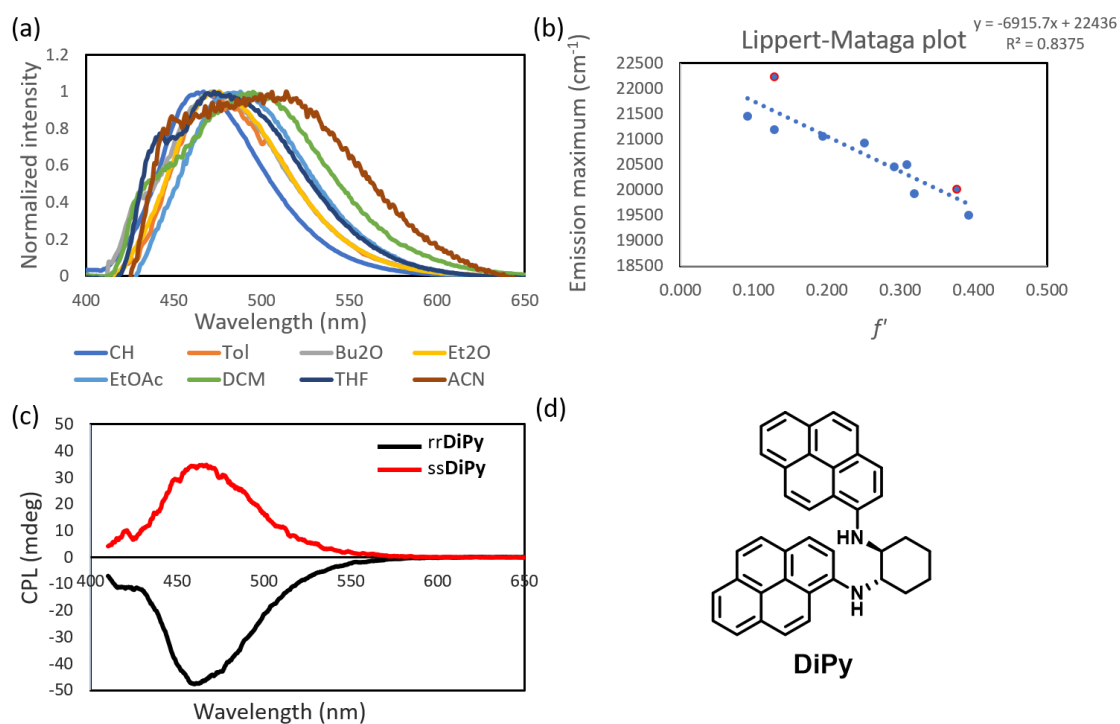 (a)
1.2
1
0.8
0.6
0.4
0.2
0
Normalized intensity
400 450 500 550 600 650
Wavelength (nm)
CH Tol Bu2O Et2O
EtOAc DCM THF ACN
(b)
Lippert-Mataga plot
y = -6915.7x + 22436
R² = 0.8375
22500
22000
21500
21000
20500
20000
19500
19000
18500
Emission maximum (cm⁻¹)
0.000 0.100 0.200 0.300 0.400 0.500
f'
(c)
50
40
30
20
10
0
-10
-20
-30
-40
-50
CPL (mdeg)
rrDiPy
ssDiPy
400 450 500 550 600 650
Wavelength (nm)
(d)
HN
N
H
DiPy